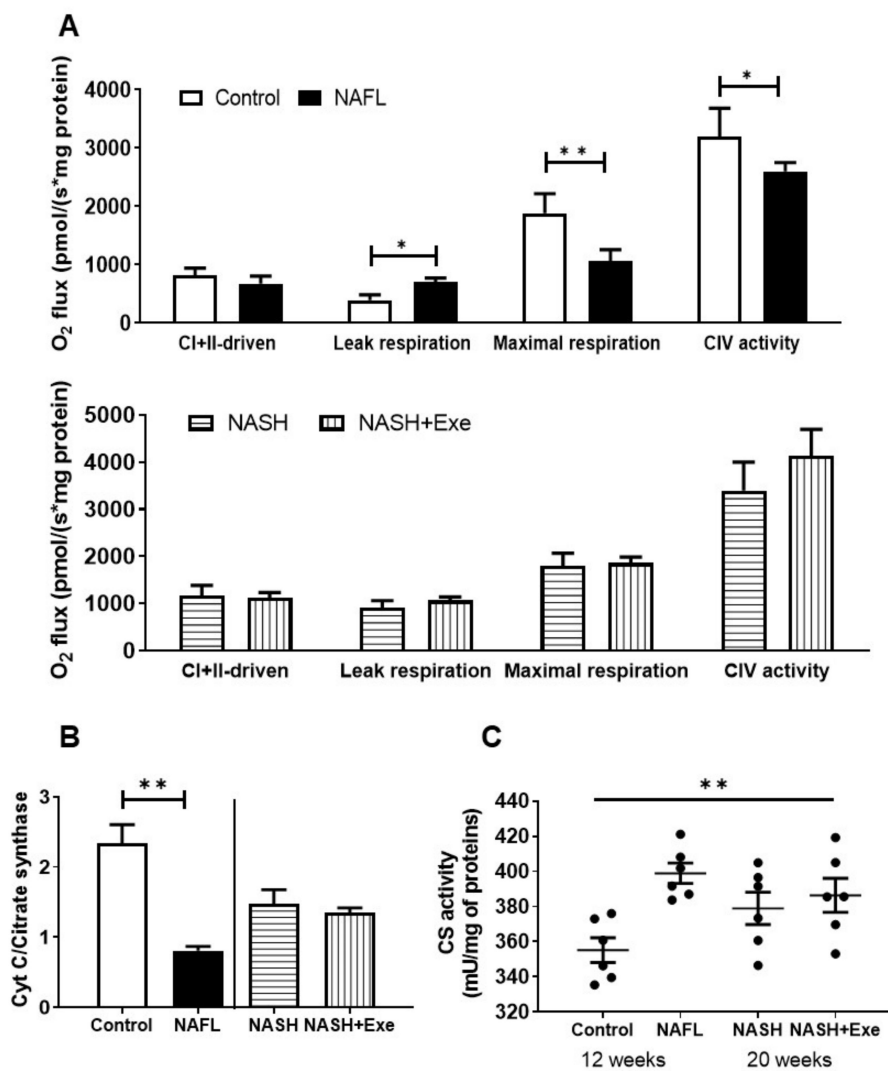 A
O2 flux (pmol/(s*mg protein)
4000
3000
2000
1000
0
Control NAFL
*
**
*
CI+II-driven Leak respiration Maximal respiration CIV activity
O2 flux (pmol/(s*mg protein)
5000
4000
3000
2000
1000
0
NASH NASH+Exe
CI+II-driven Leak respiration Maximal respiration CIV activity
B
Cyt C/Citrate synthase
3
2
1
0
**
Control NAFL NASH NASH+Exe
C
CS activity
(mU/mg of proteins)
440
420
400
380
360
340
320
**
Control NAFL NASH NASH+Exe
12 weeks 20 weeks